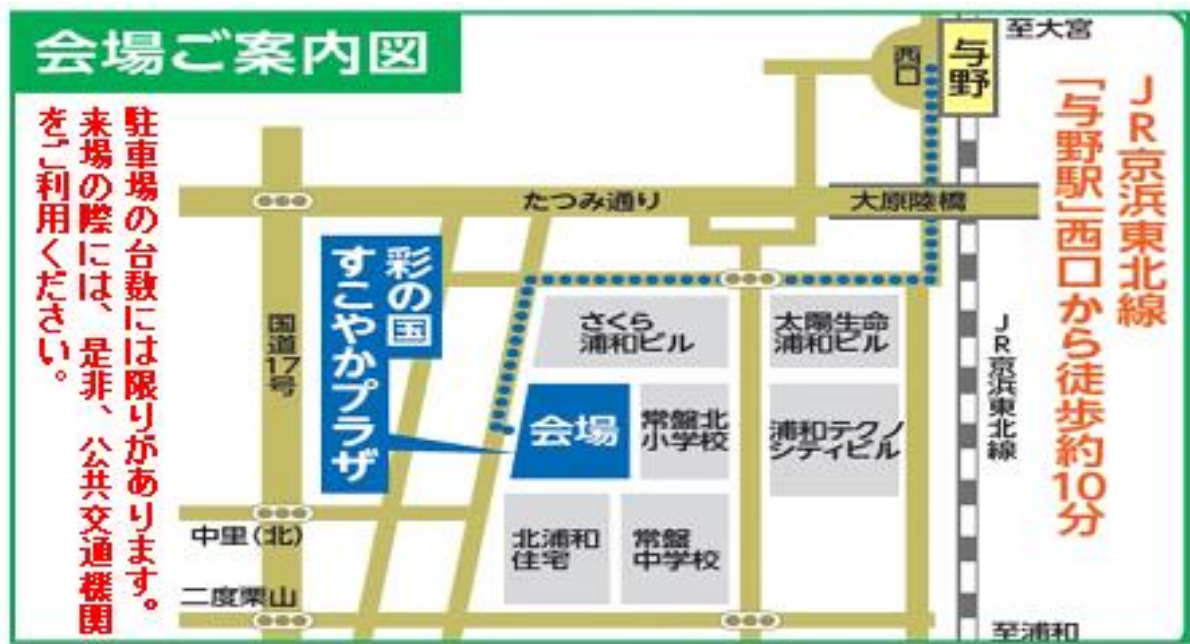 会場ご案内図
至大宮
与野
西口
JR京浜東北線
「与野駅」西口から徒歩約10分
駐車場の台数には限りがあります。
来場の際には、是非、公共交通機関
をご利用ください。
たつみ通り
大原陸橋
彩の国
すこやかプラザ
国道17号
さくら
浦和ビル
太陽生命
浦和ビル
JR京浜東北線
会場
常盤北
小学校
浦和テクノ
シティビル
中里(北)
北浦和
住宅
常盤
中学校
二度栗山
至浦和